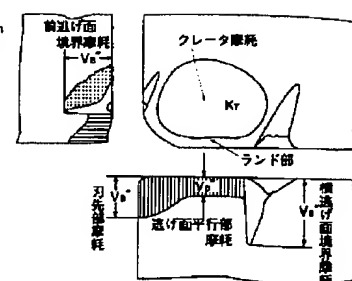 前逃げ面
境界摩耗
VB"
クレータ摩耗
KT
ランド部
刃先部摩耗
VB"
VB"
逃げ面平行部
摩耗
VB"
横逃げ面境界摩耗